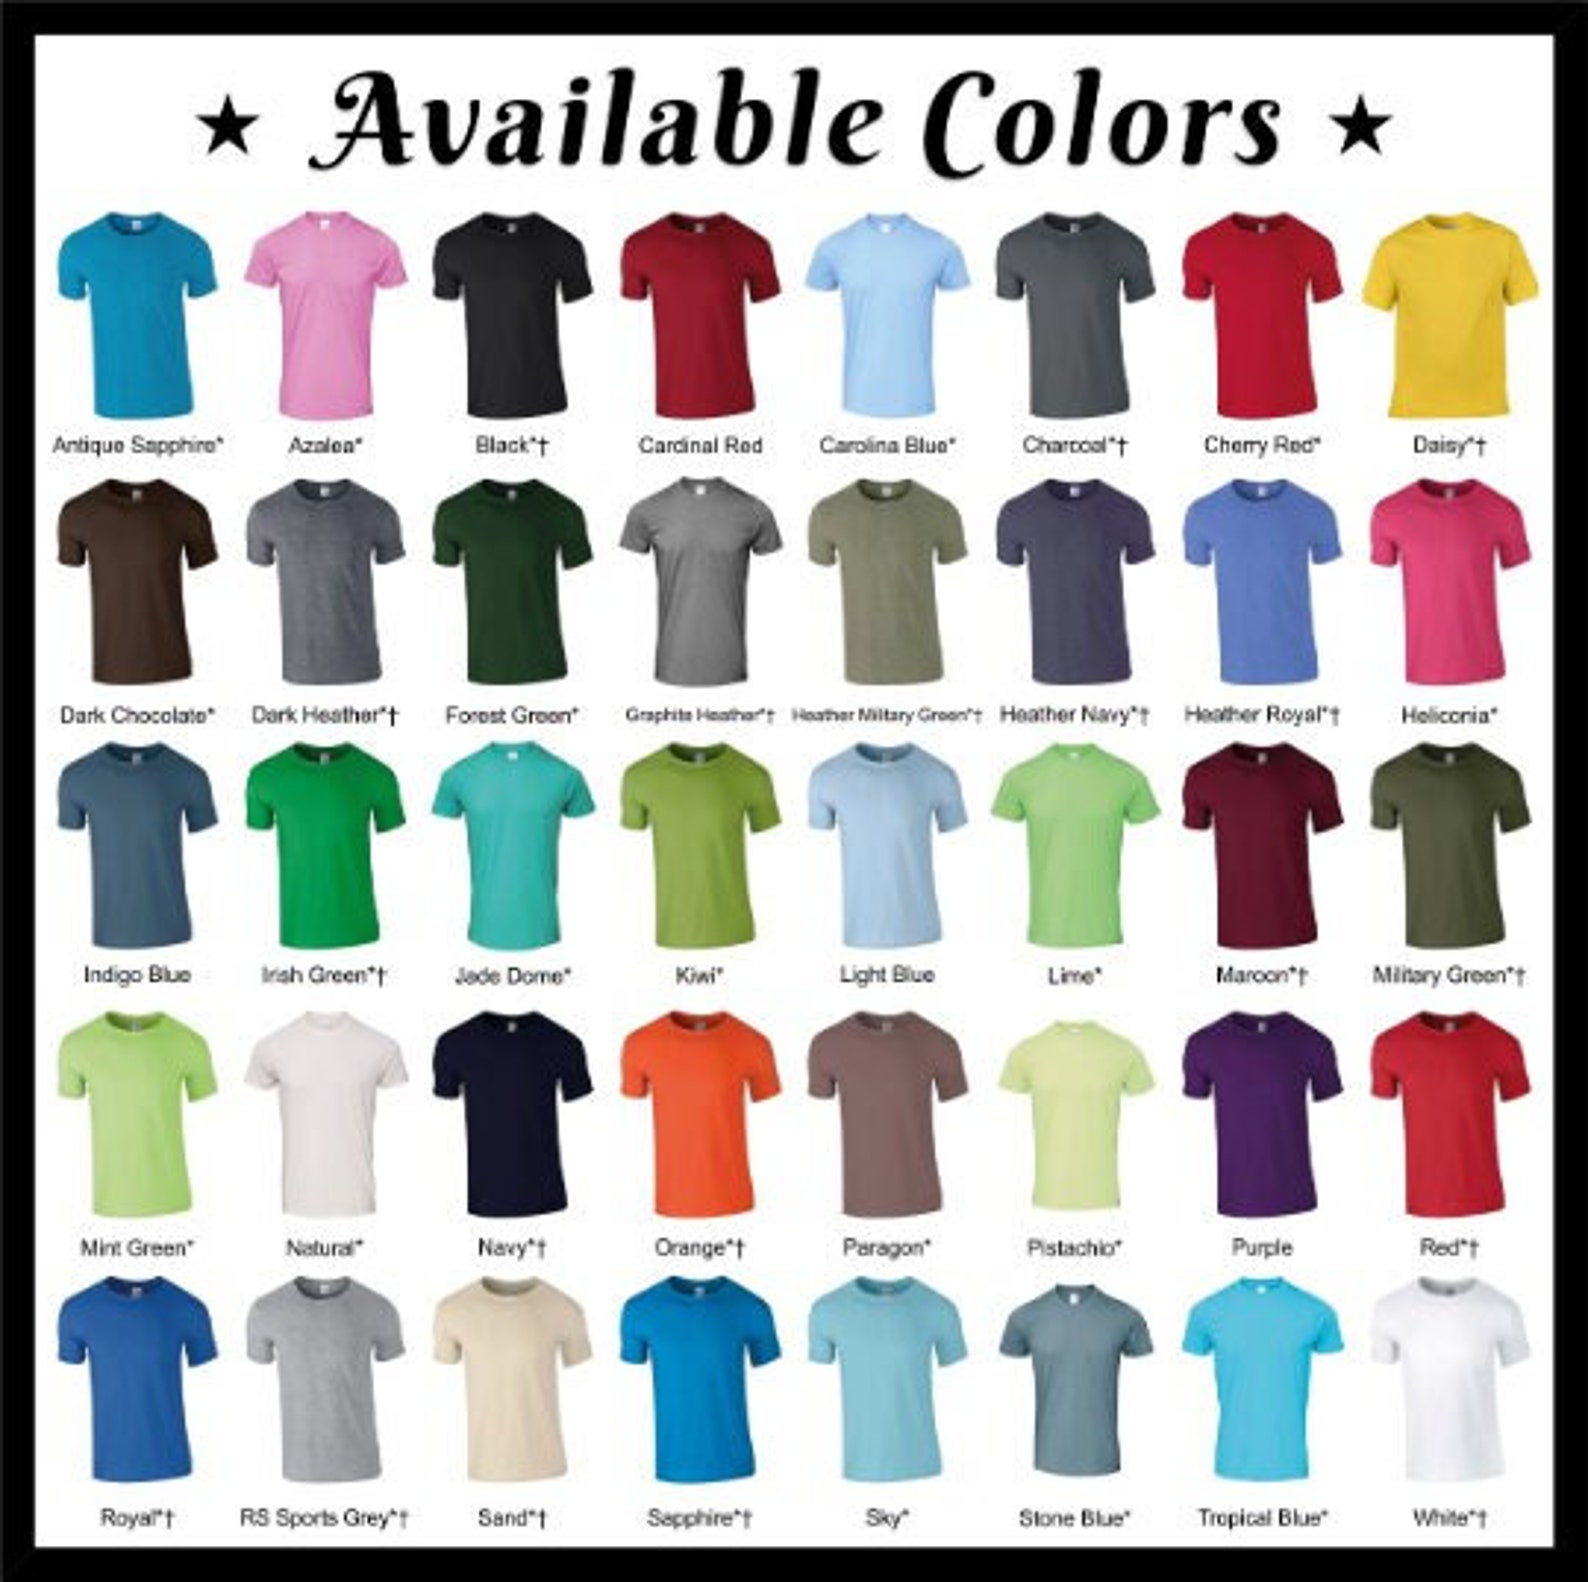 ★ Available Colors ★
Antique Sapphire* Azalea* Black*† Cardinal Red Carolina Blue* Charcoal*† Cherry Red* Daisy*†
Dark Chocolate* Dark Heather*† Forest Green* Graphite Heather*† Heather Military Green*† Heather Navy*† Heather Royal*† Heliconia*
Indigo Blue Irish Green*† Jade Dome* Kiwi* Light Blue Lime* Maroon*† Military Green*†
Mint Green* Natural* Navy*† Orange*† Paragon* Pistachio* Purple Red*†
Royal*† RS Sports Grey*† Sand*† Sapphire*† Sky* Stone Blue* Tropical Blue* White*†